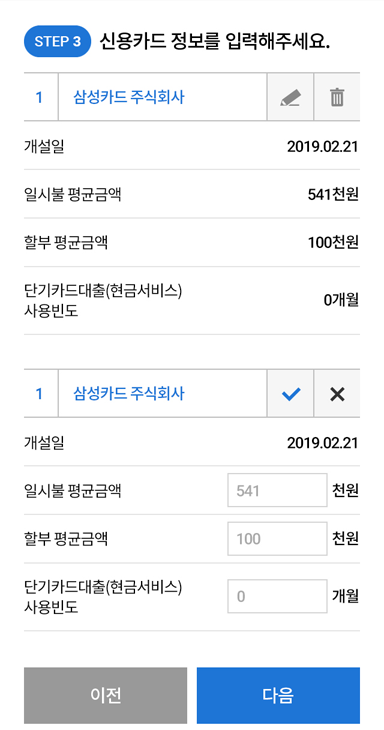 STEP 3 신용카드 정보를 입력해주세요.
1 삼성카드 주식회사
개설일 2019.02.21
일시불 평균금액 541천원
할부 평균금액 100천원
단기카드대출(현금서비스)
사용빈도 0개월
1 삼성카드 주식회사
개설일 2019.02.21
일시불 평균금액 541 천원
할부 평균금액 100 천원
단기카드대출(현금서비스)
사용빈도 0 개월
이전 다음